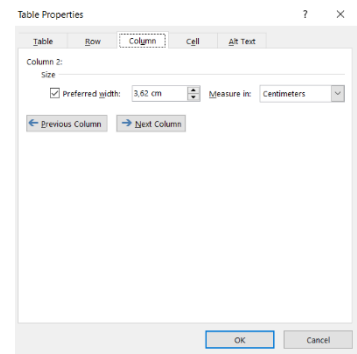 Table Properties ? ×
Table Row Column Cell Alt Text
Column 2:
Size
Preferred width: 3,62 cm Measure in: Centimeters
Previous Column Next Column
OK Cancel